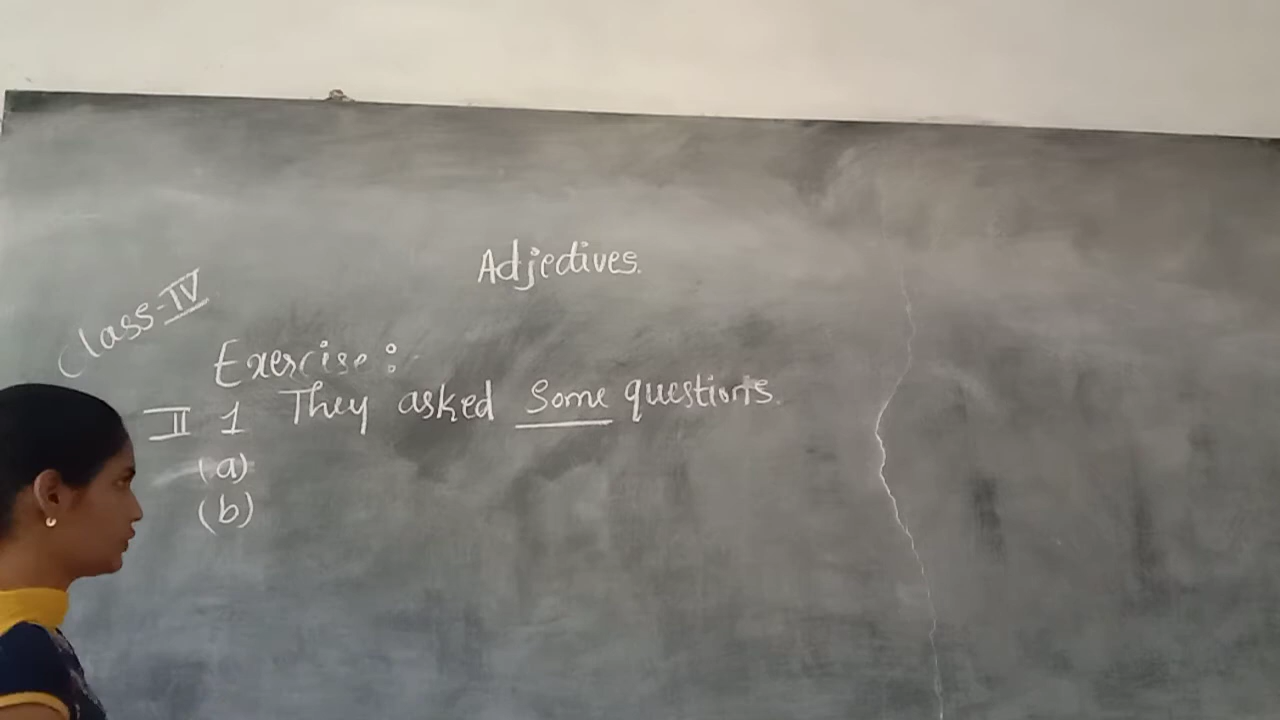 Adjectives.
Class-IV
Exercise:
II 1 They asked Some questions.
(a)
(b)